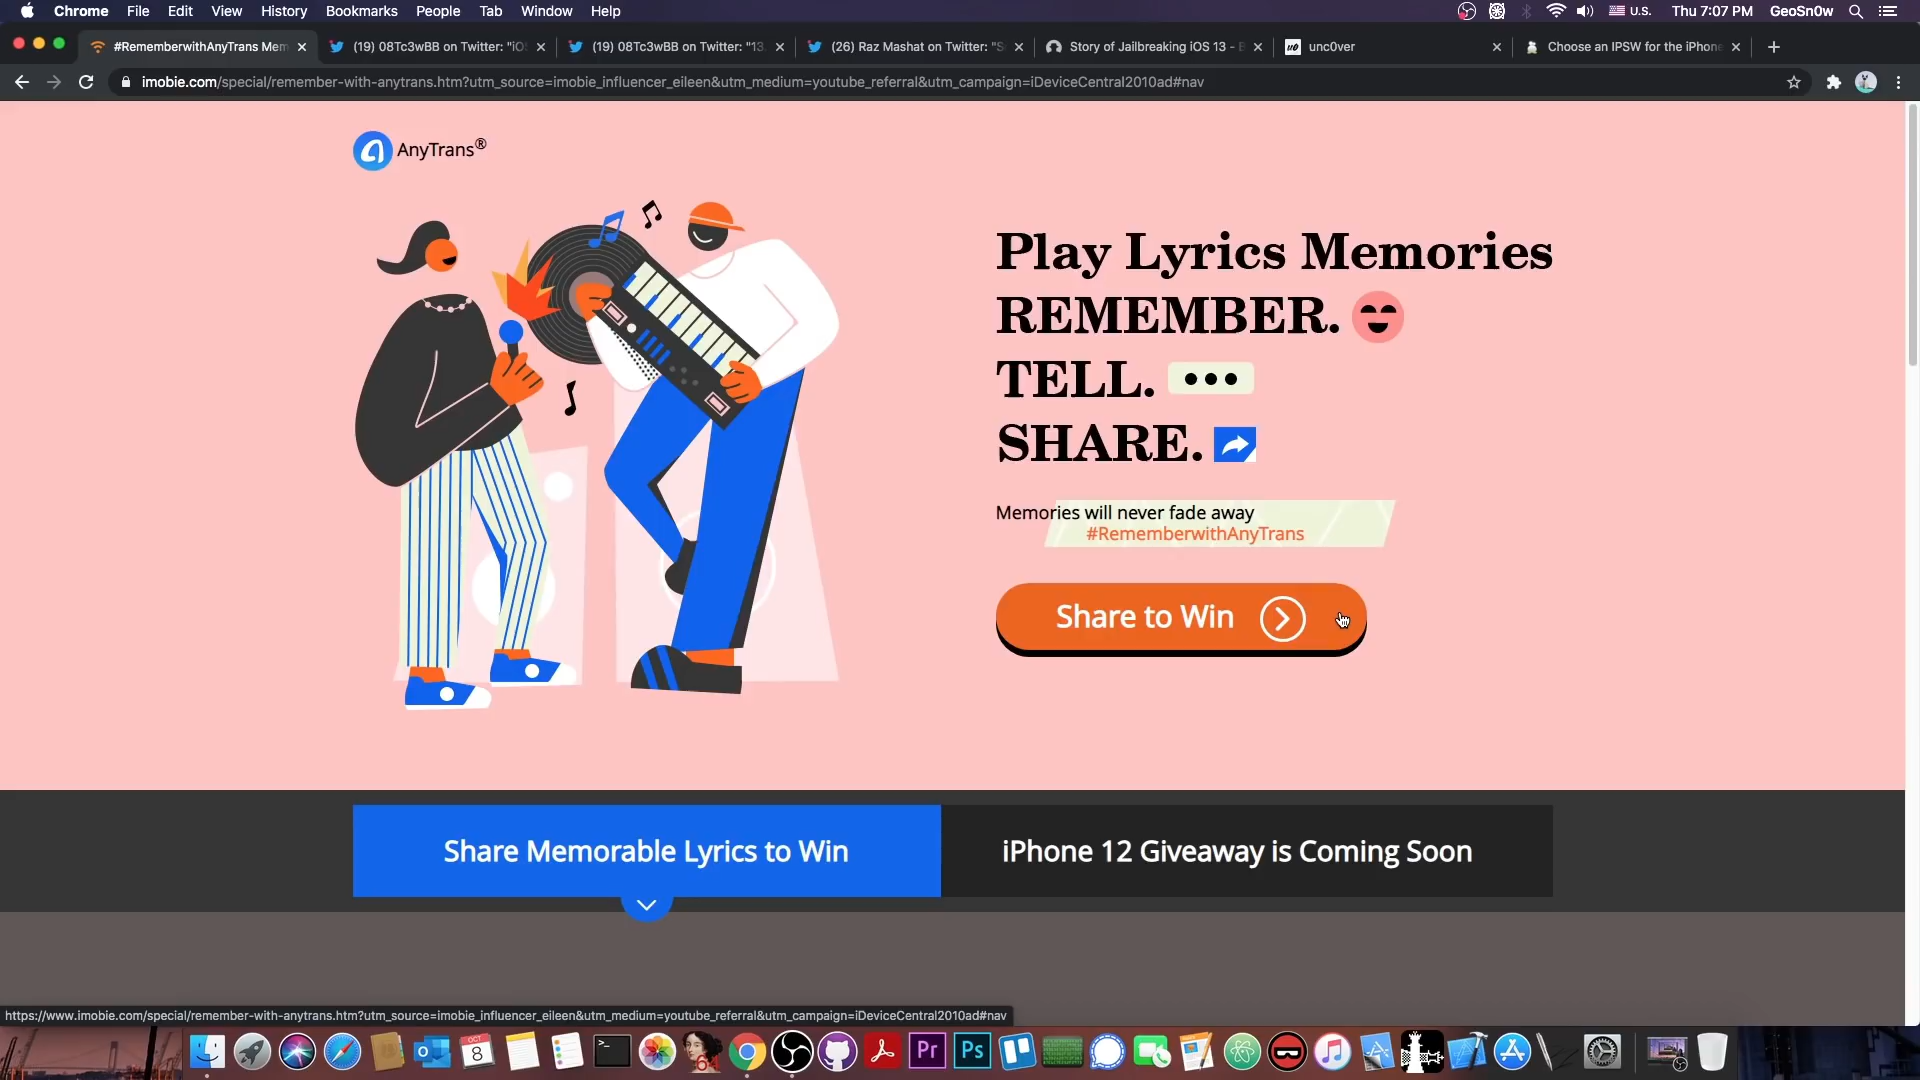 Chrome File Edit View History Bookmarks People Tab Window Help U.S. Thu 7:07 PM GeoSn0w
#RememberwithAnyTrans Mem (19) 08Tc3wBB on Twitter: "iO (19) 08Tc3wBB on Twitter: "13. (26) Raz Mashat on Twitter: "S Story of Jailbreaking iOS 13 - unc0ver Choose an IPSW for the iPhone
imobie.com/special/remember-with-anytrans.htm?utm_source=imobie_influencer_eileen&utm_medium=youtube_referral&utm_campaign=iDeviceCentral2010ad#nav
AnyTrans®
Play Lyrics Memories
REMEMBER.
TELL.
SHARE.
Memories will never fade away
#RememberwithAnyTrans
Share to Win
Share Memorable Lyrics to Win
iPhone 12 Giveaway is Coming Soon
https://www.imobie.com/special/remember-with-anytrans.htm?utm_source=imobie_influencer_eileen&utm_medium=youtube_referral&utm_campaign=iDeviceCentral2010ad#nav
OCT
8
Pr
Ps